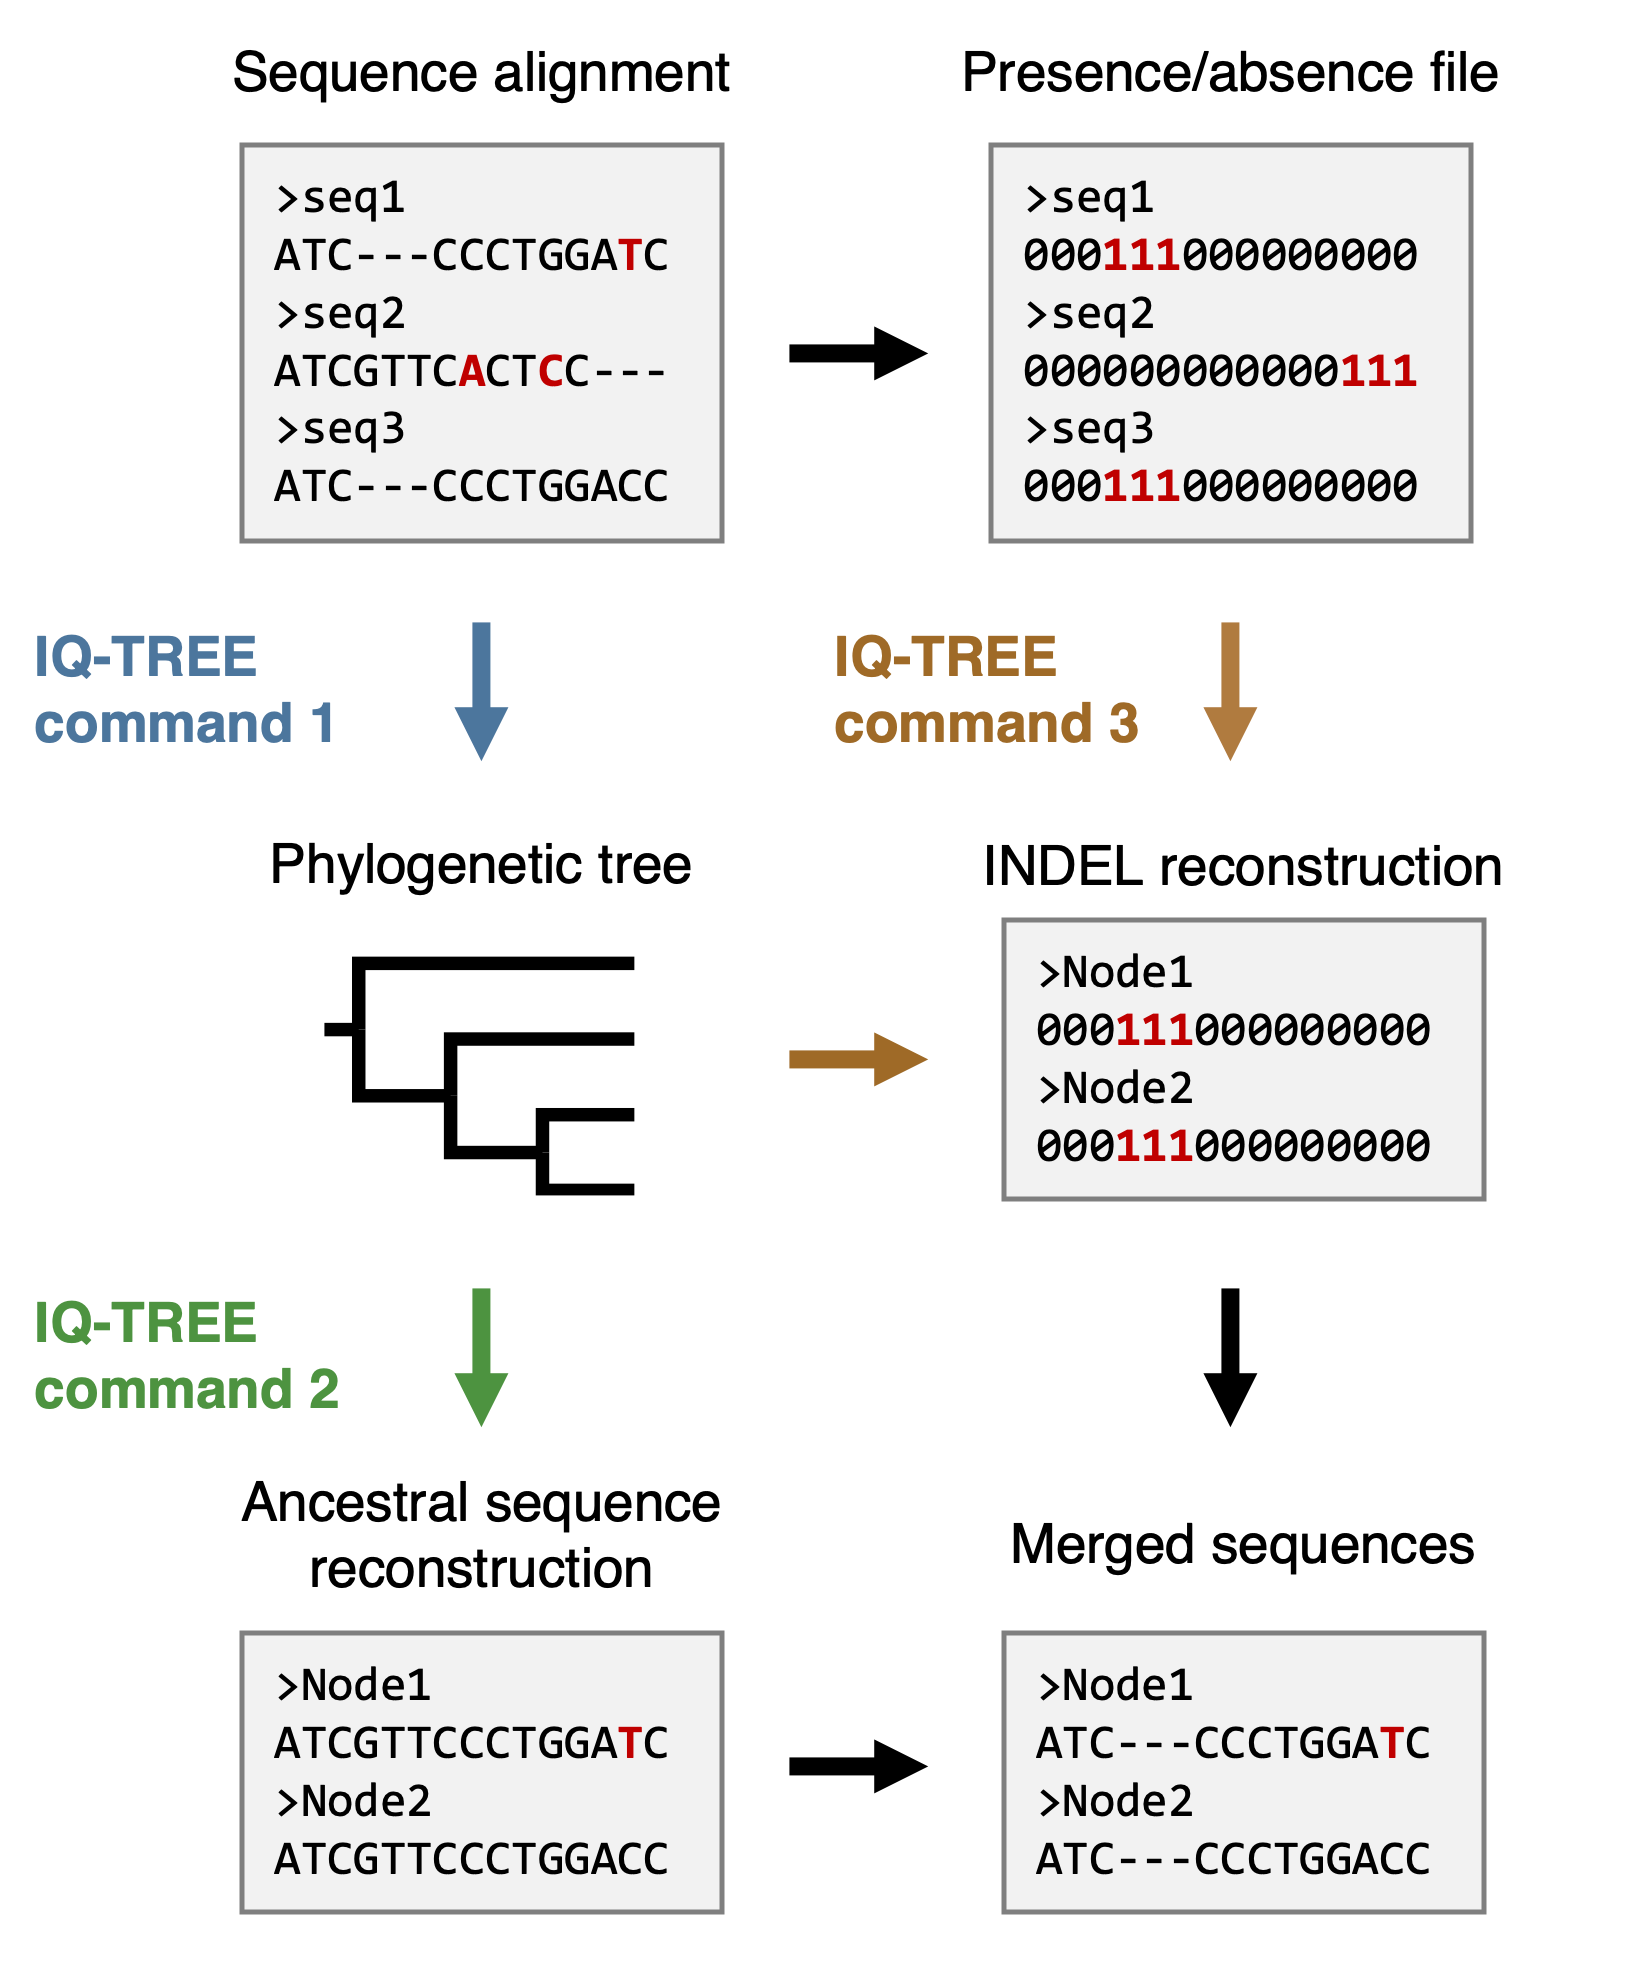 Sequence alignment
>seq1
ATC---CCCTGGATC
>seq2
ATCGTTCACTCC---
>seq3
ATC---CCCTGGACC
Presence/absence file
>seq1
000111000000000
>seq2
000000000000111
>seq3
000111000000000
IQ-TREE
command 1
IQ-TREE
command 3
Phylogenetic tree
INDEL reconstruction
>Node1
000111000000000
>Node2
000111000000000
IQ-TREE
command 2
Ancestral sequence
reconstruction
>Node1
ATCGTTCCCTGGATC
>Node2
ATCGTTCCCTGGACC
Merged sequences
>Node1
ATC---CCCTGGATC
>Node2
ATC---CCCTGGACC